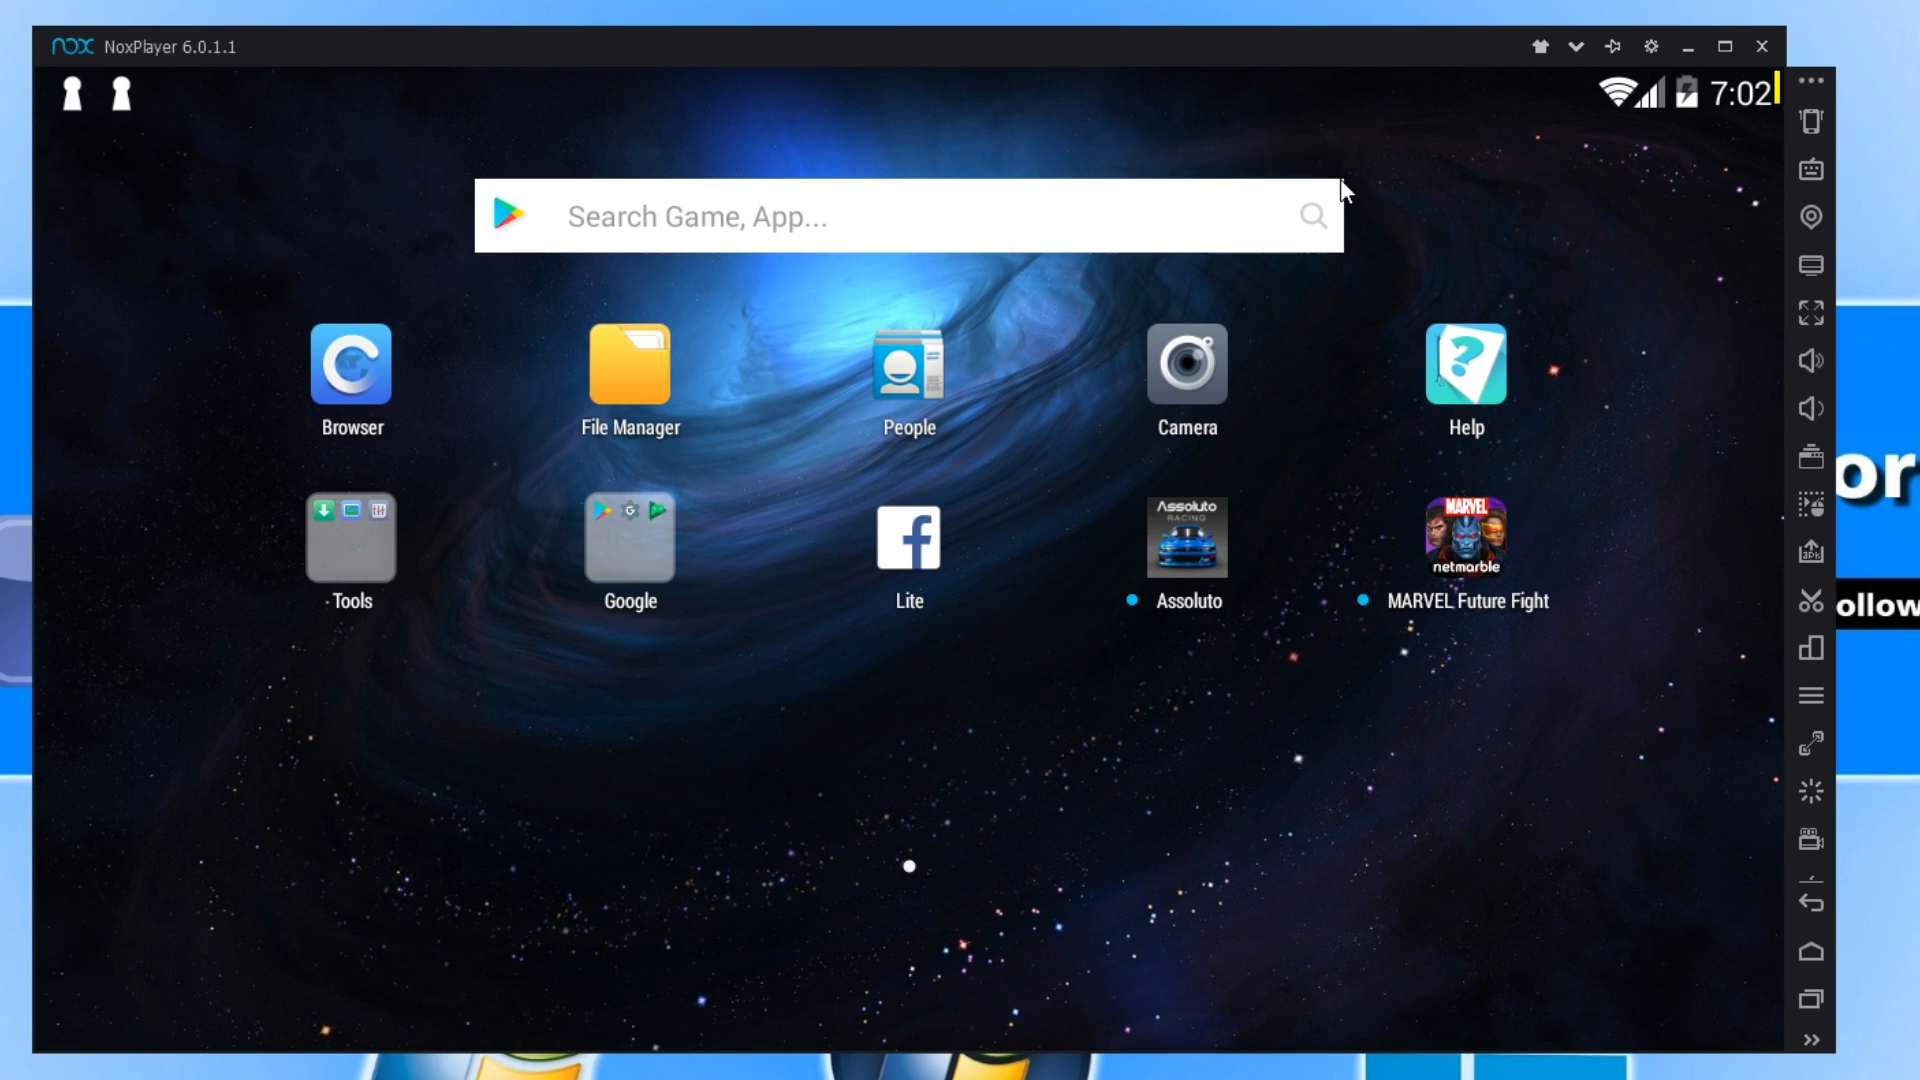 nox NoxPlayer 6.0.1.1
7:02
Search Game, App...
Browser
File Manager
People
Camera
Help
Assoluto
RACING
MARVEL
netmarble
Tools
Google
Lite
Assoluto
MARVEL Future Fight
or
ollow